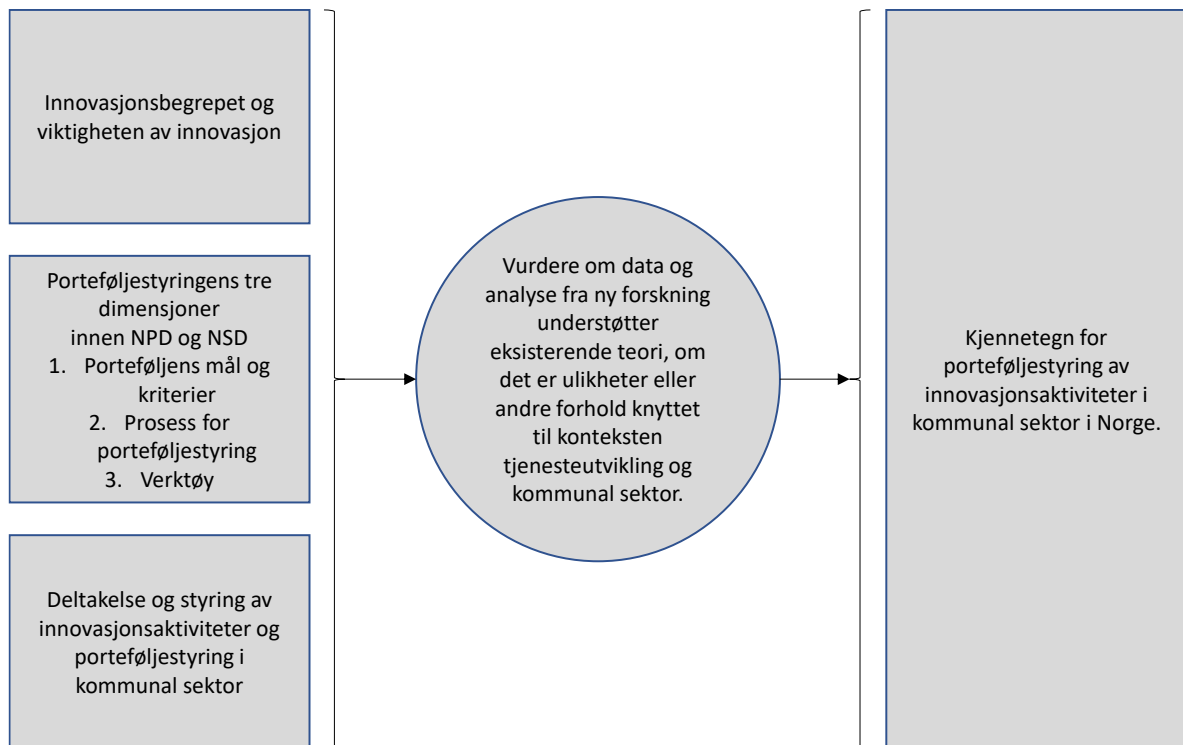 Innovasjonsbegrepet og
viktigheten av innovasjon
Porteføljestyringens tre
dimensjoner
innen NPD og NSD
1. Porteføljens mål og
kriterier
2. Prosess for
porteføljestyring
3. Verktøy
Deltakelse og styring av
innovasjonsaktiviteter og
porteføljestyring i
kommunal sektor
Vurdere om data og
analyse fra ny forskning
understøtter
eksisterende teori, om
det er ulikheter eller
andre forhold knyttet
til konteksten
tjenesteutvikling og
kommunal sektor.
Kjennetegn for
porteføljestyring av
innovasjonsaktiviteter i
kommunal sektor i Norge.